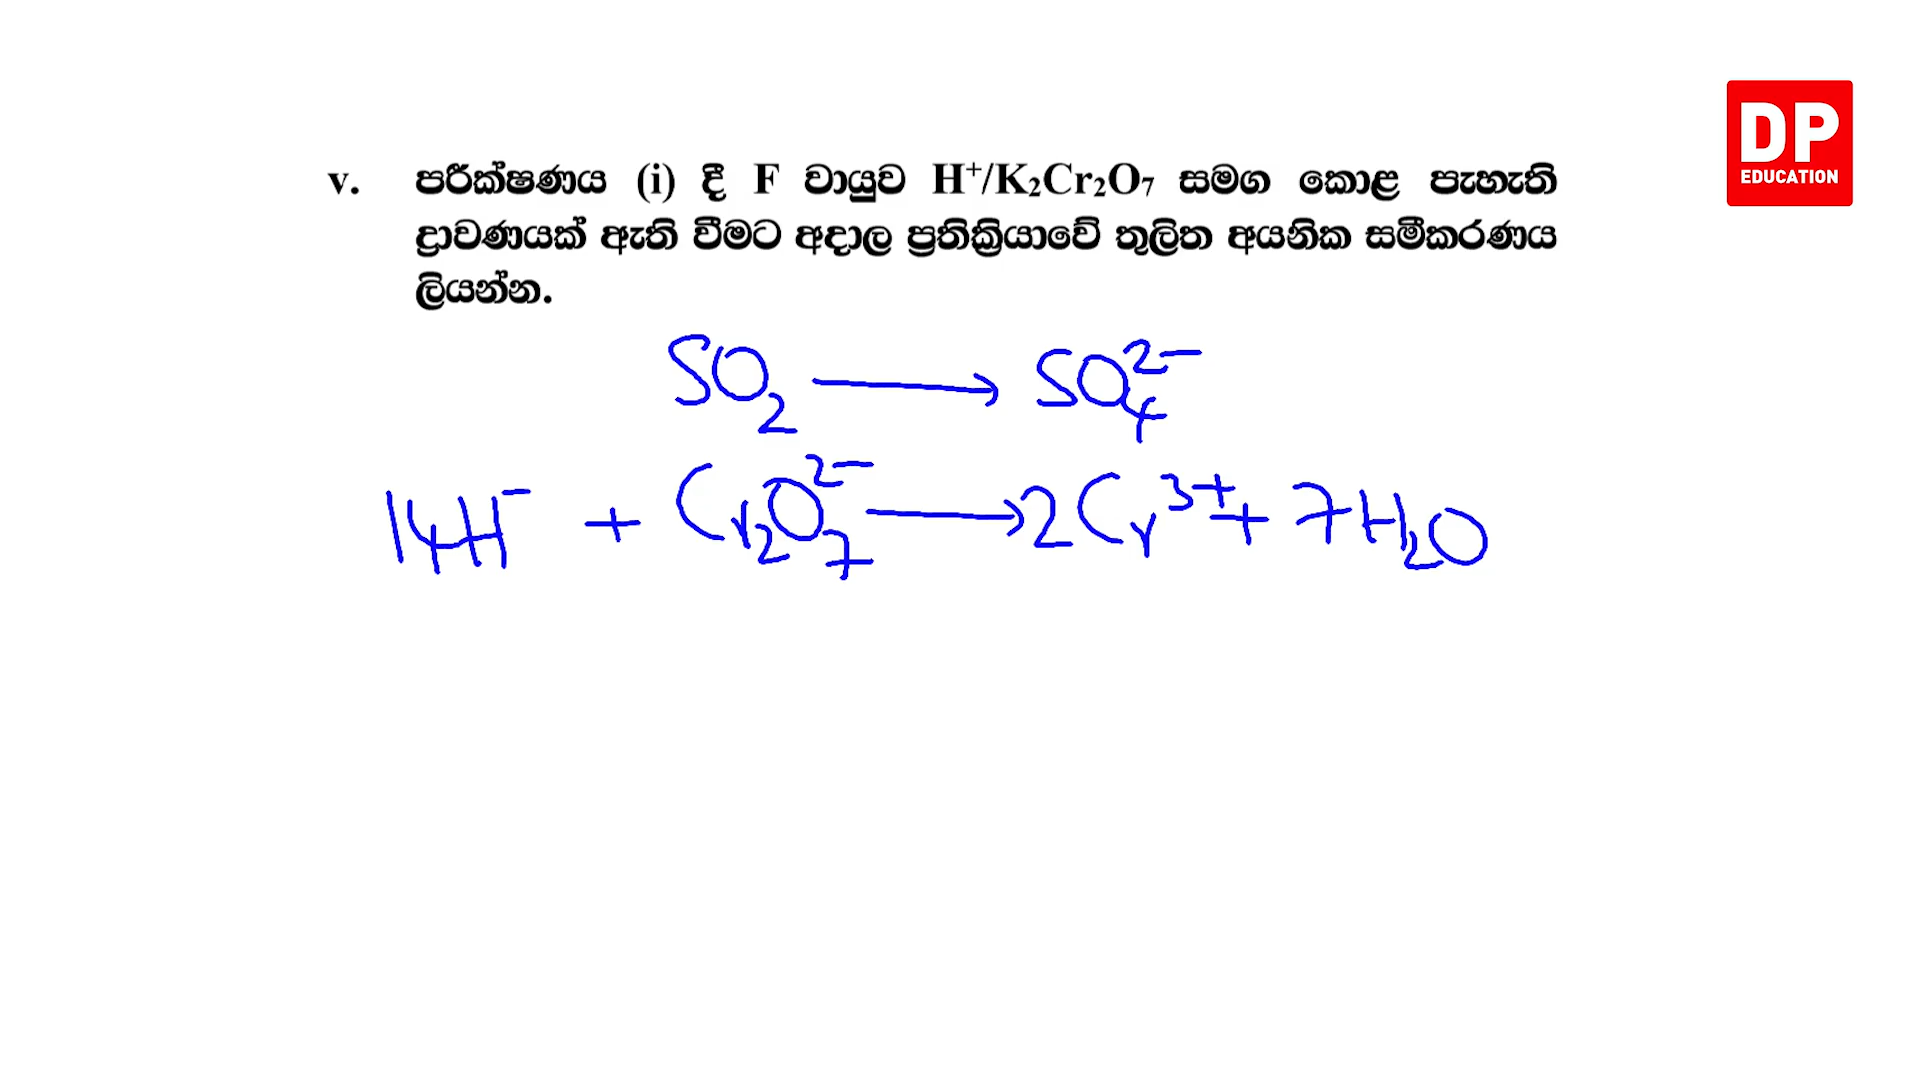 DP
EDUCATION
v. පරීක්ෂණය (i) දී F වායුව H⁺/K₂Cr₂O₇ සමග කොළ පැහැති
ද්‍රාවණයක් ඇති වීමට අදාල ප්‍රතික්‍රියාවේ තුලිත අයනික සමීකරණය
ලියන්න.
SO₂ ⟶ SO₄²⁻
14H⁻ + Cr₂O₇²⁻ ⟶ 2Cr³⁺ + 7H₂O